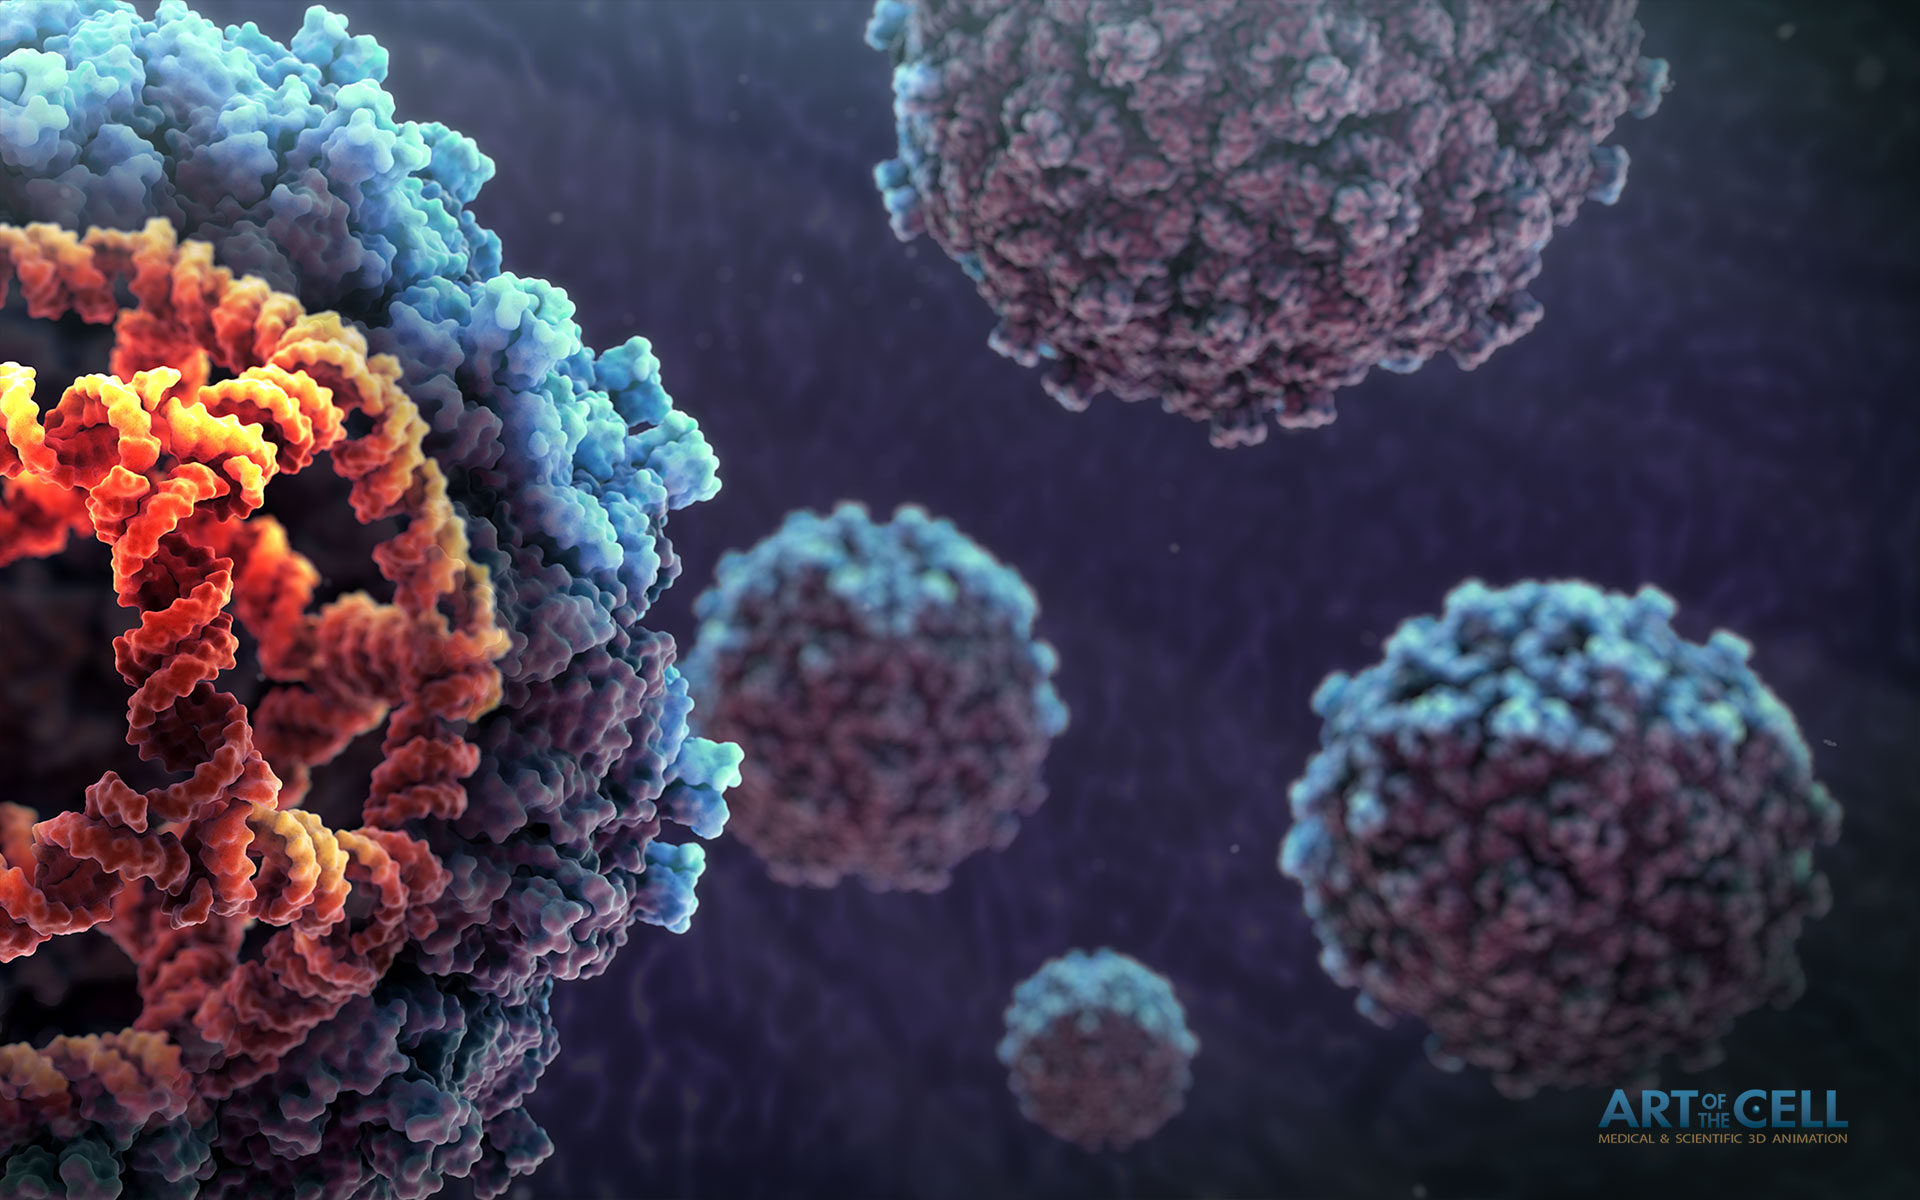 ART OF THE CELL
MEDICAL & SCIENTIFIC 3D ANIMATION